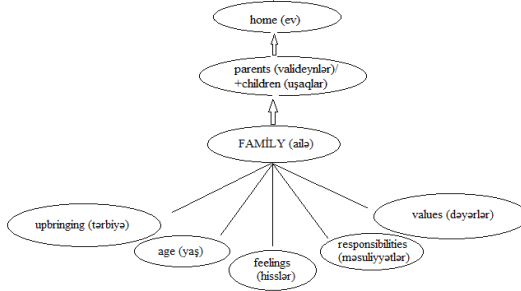 home (ev)
parents (valideynlər)/
+children (uşaqlar)
FAMİLY (ailə)
upbringing (tərbiyə)
age (yaş)
feelings
(hisslər)
responsibilities
(məsuliyyətlər)
values (dəyərlər)